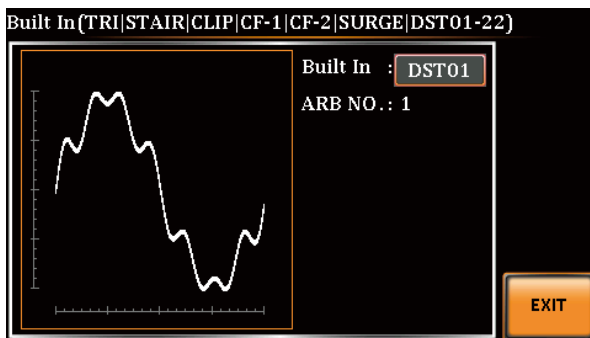 Built In(TRI|STAIR|CLIP|CF-1|CF-2|SURGE|DST01-22)
Built In : DST01
ARB NO.: 1
EXIT